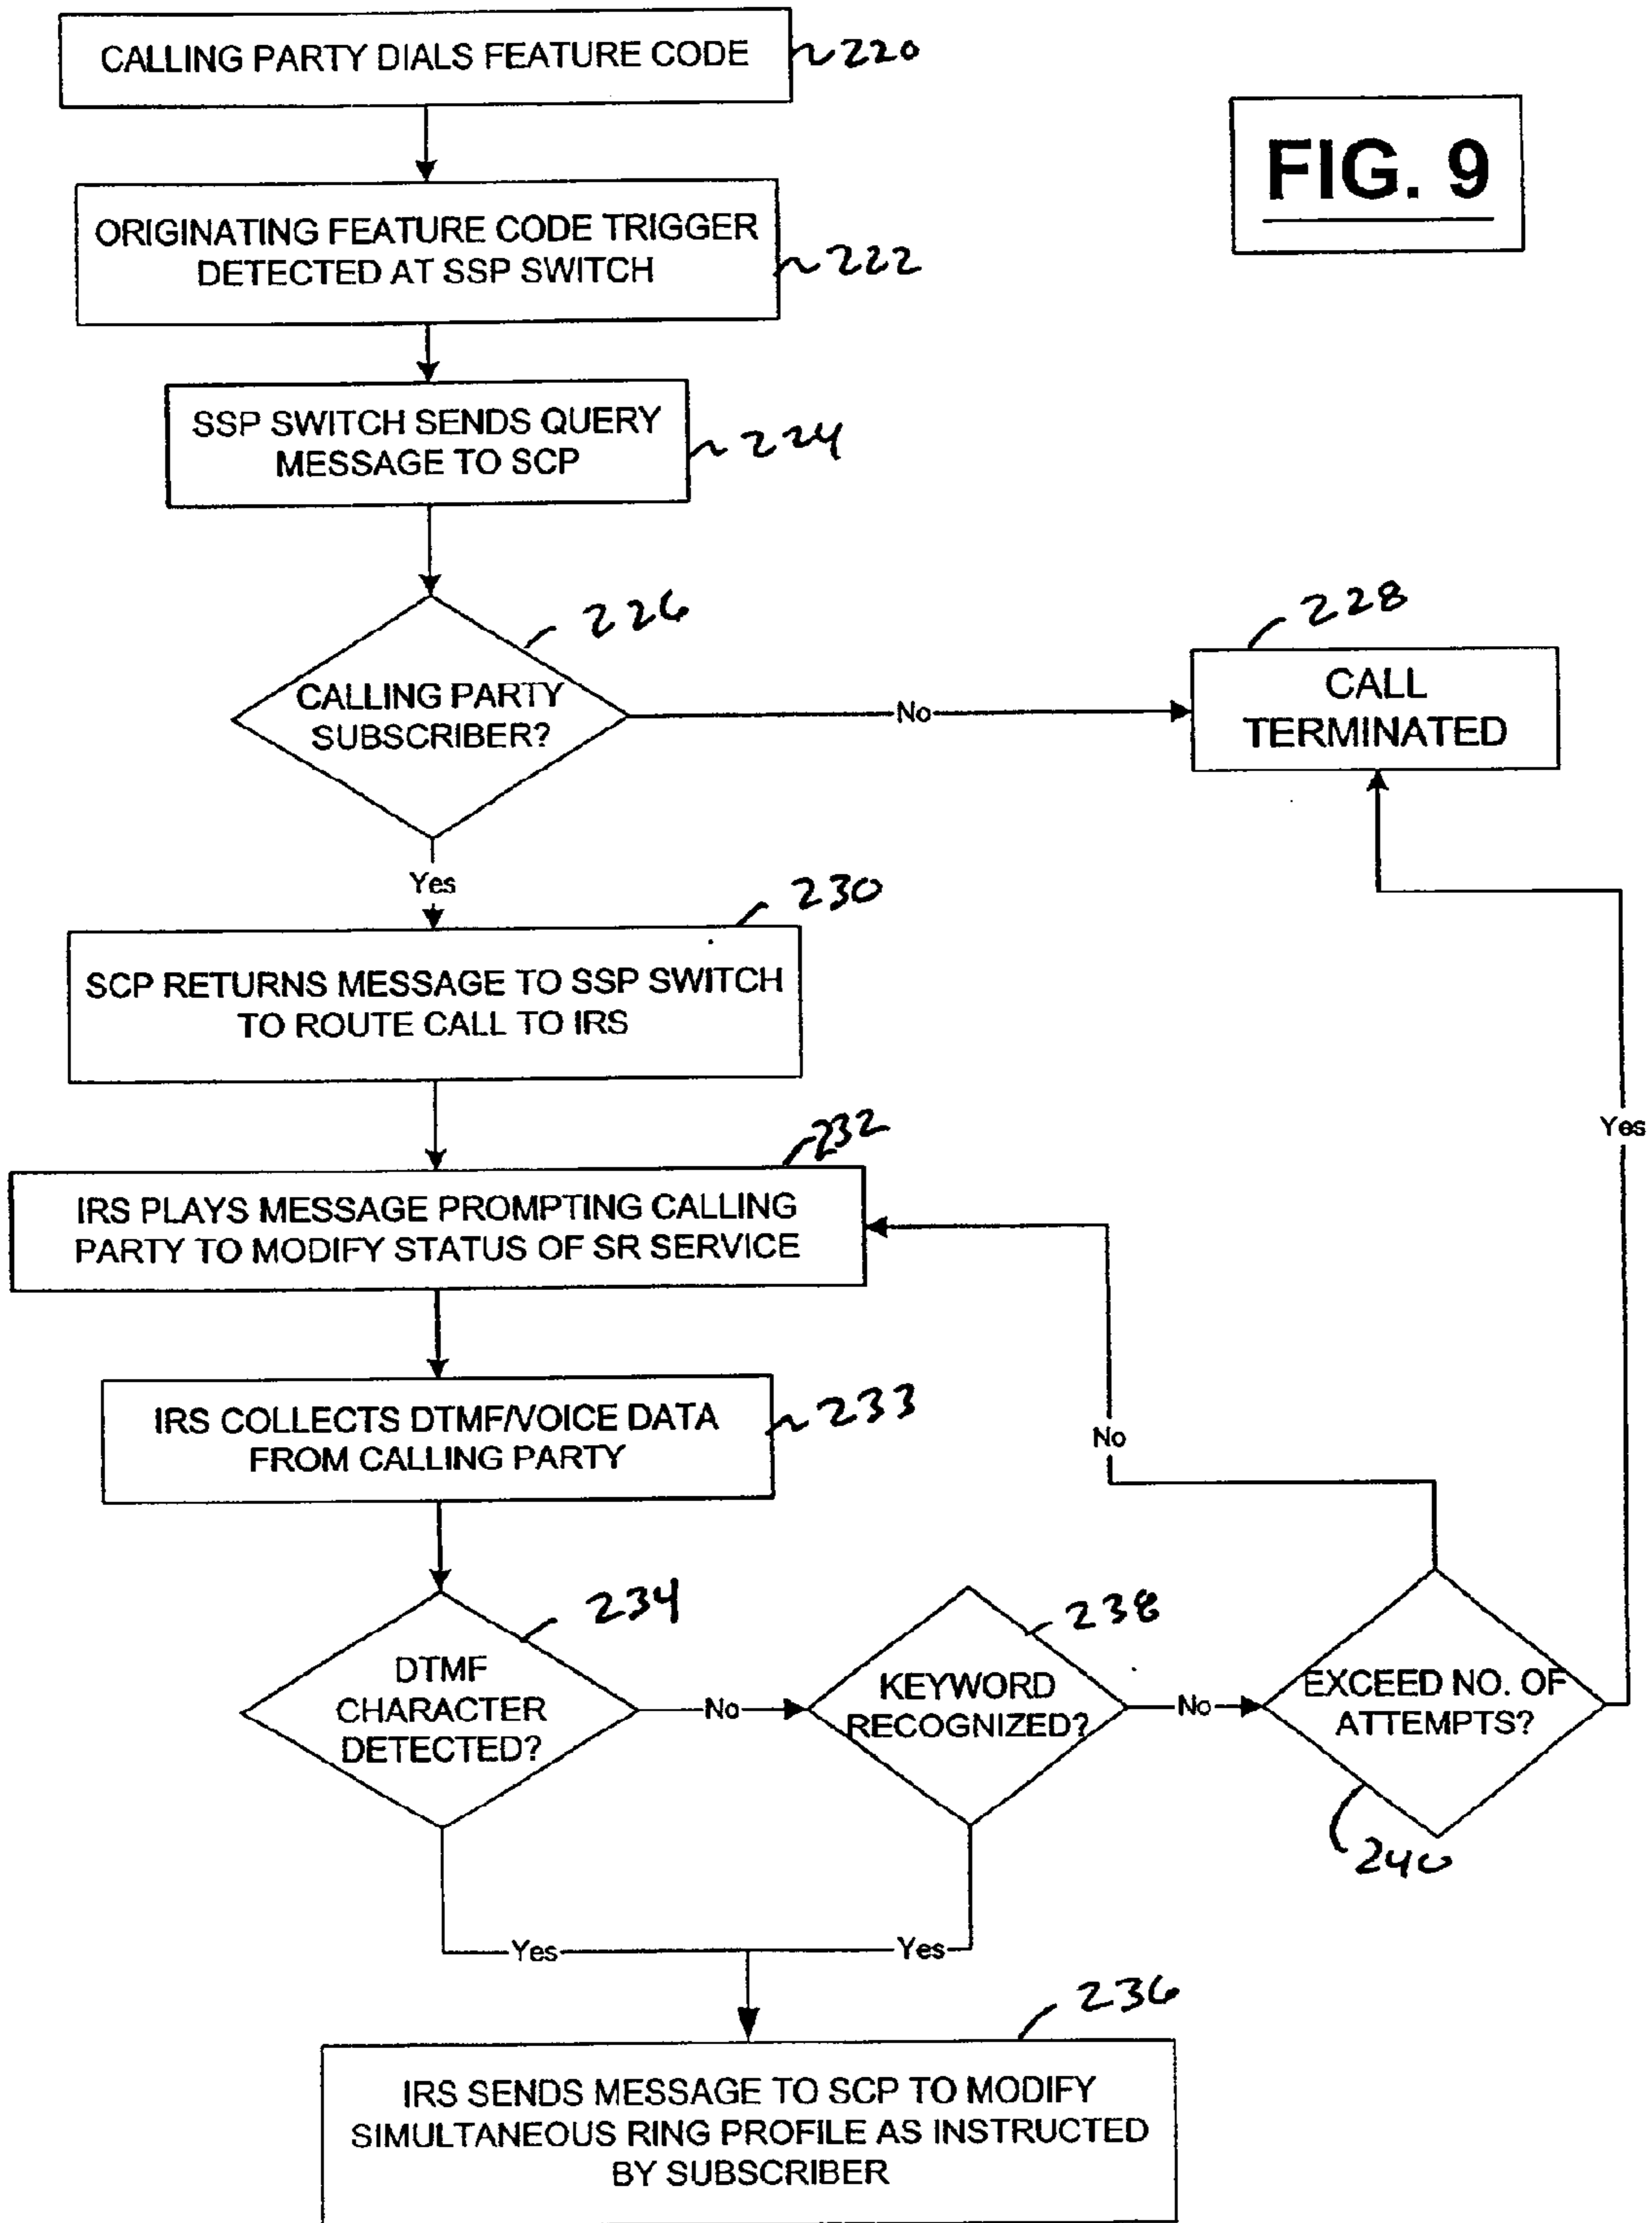 CALLING PARTY DIALS FEATURE CODE
220
FIG. 9
ORIGINATING FEATURE CODE TRIGGER
DETECTED AT SSP SWITCH
222
SSP SWITCH SENDS QUERY
MESSAGE TO SCP
224
226
CALLING PARTY
SUBSCRIBER?
No
228
CALL
TERMINATED
Yes
230
SCP RETURNS MESSAGE TO SSP SWITCH
TO ROUTE CALL TO IRS
Yes
232
IRS PLAYS MESSAGE PROMPTING CALLING
PARTY TO MODIFY STATUS OF SR SERVICE
IRS COLLECTS DTMF/VOICE DATA
FROM CALLING PARTY
233
No
234
DTMF
CHARACTER
DETECTED?
No
238
KEYWORD
RECOGNIZED?
No
EXCEED NO. OF
ATTEMPTS?
240
Yes
Yes
236
IRS SENDS MESSAGE TO SCP TO MODIFY
SIMULTANEOUS RING PROFILE AS INSTRUCTED
BY SUBSCRIBER